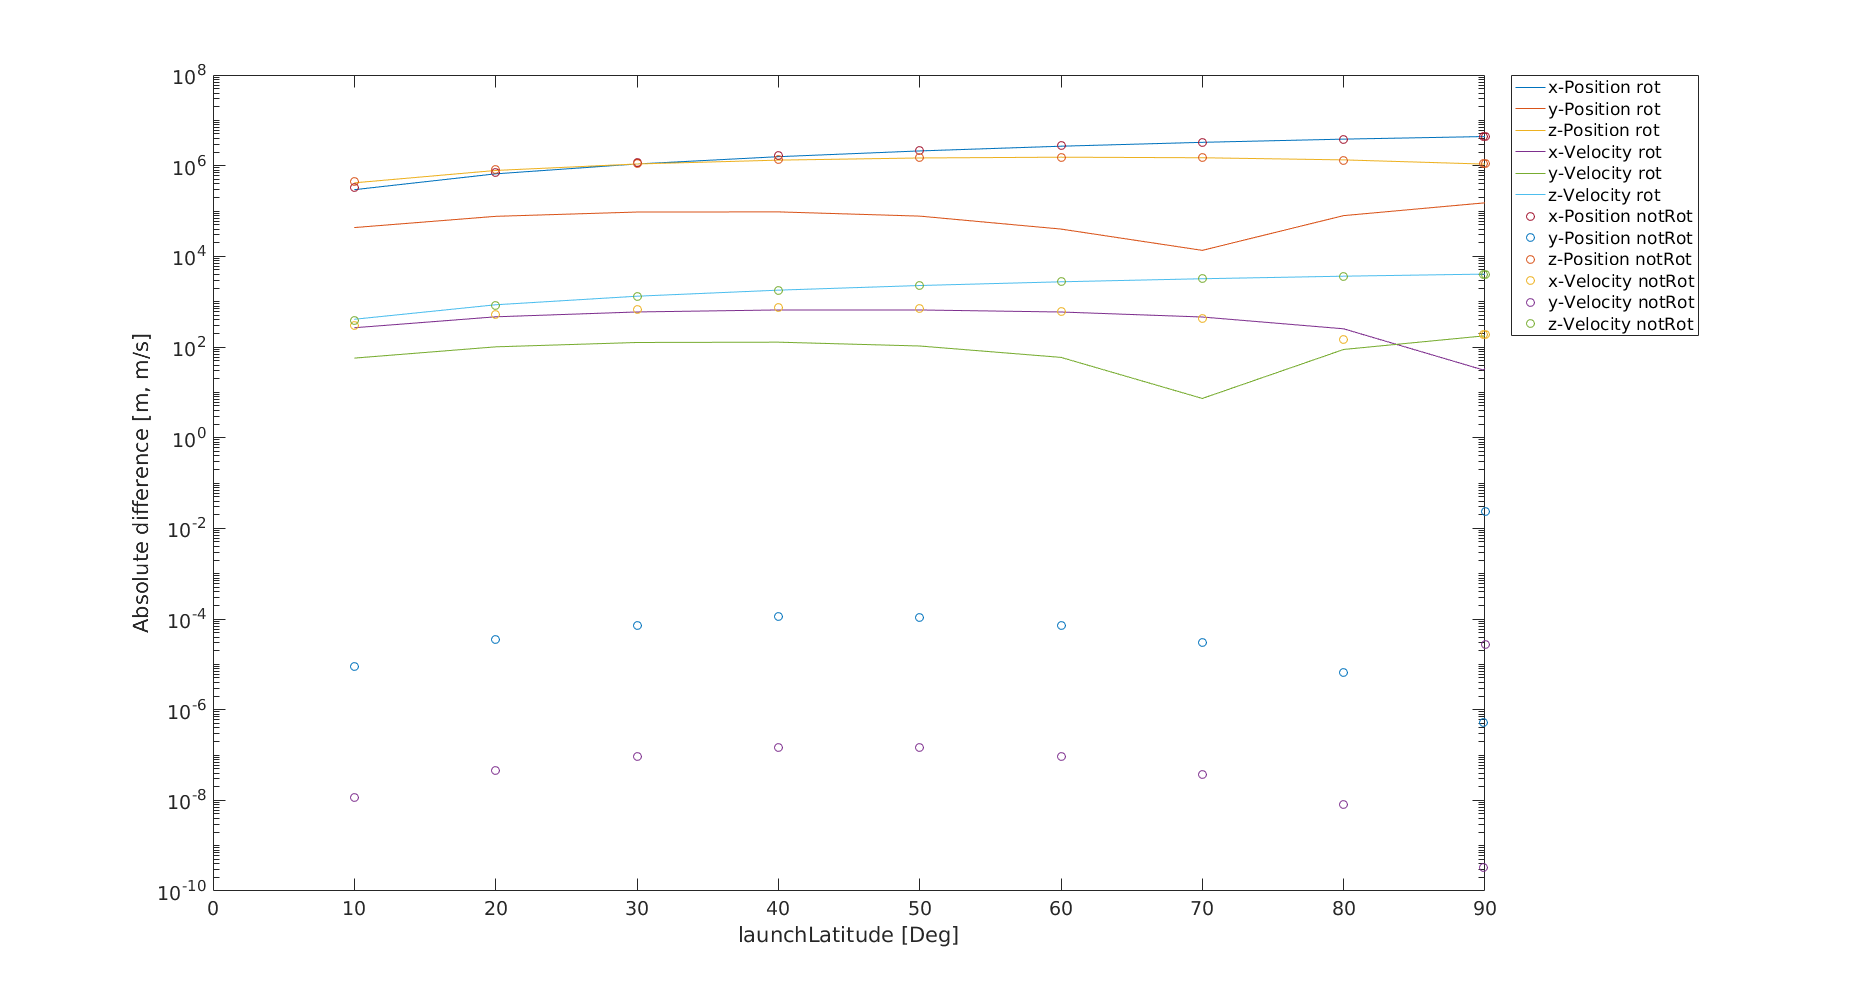 10^8
10^6
10^4
10^2
10^0
10^-2
10^-4
10^-6
10^-8
10^-10
Absolute difference [m, m/s]
0 10 20 30 40 50 60 70 80 90
launchLatitude [Deg]
x-Position rot
y-Position rot
z-Position rot
x-Velocity rot
y-Velocity rot
z-Velocity rot
x-Position notRot
y-Position notRot
z-Position notRot
x-Velocity notRot
y-Velocity notRot
z-Velocity notRot